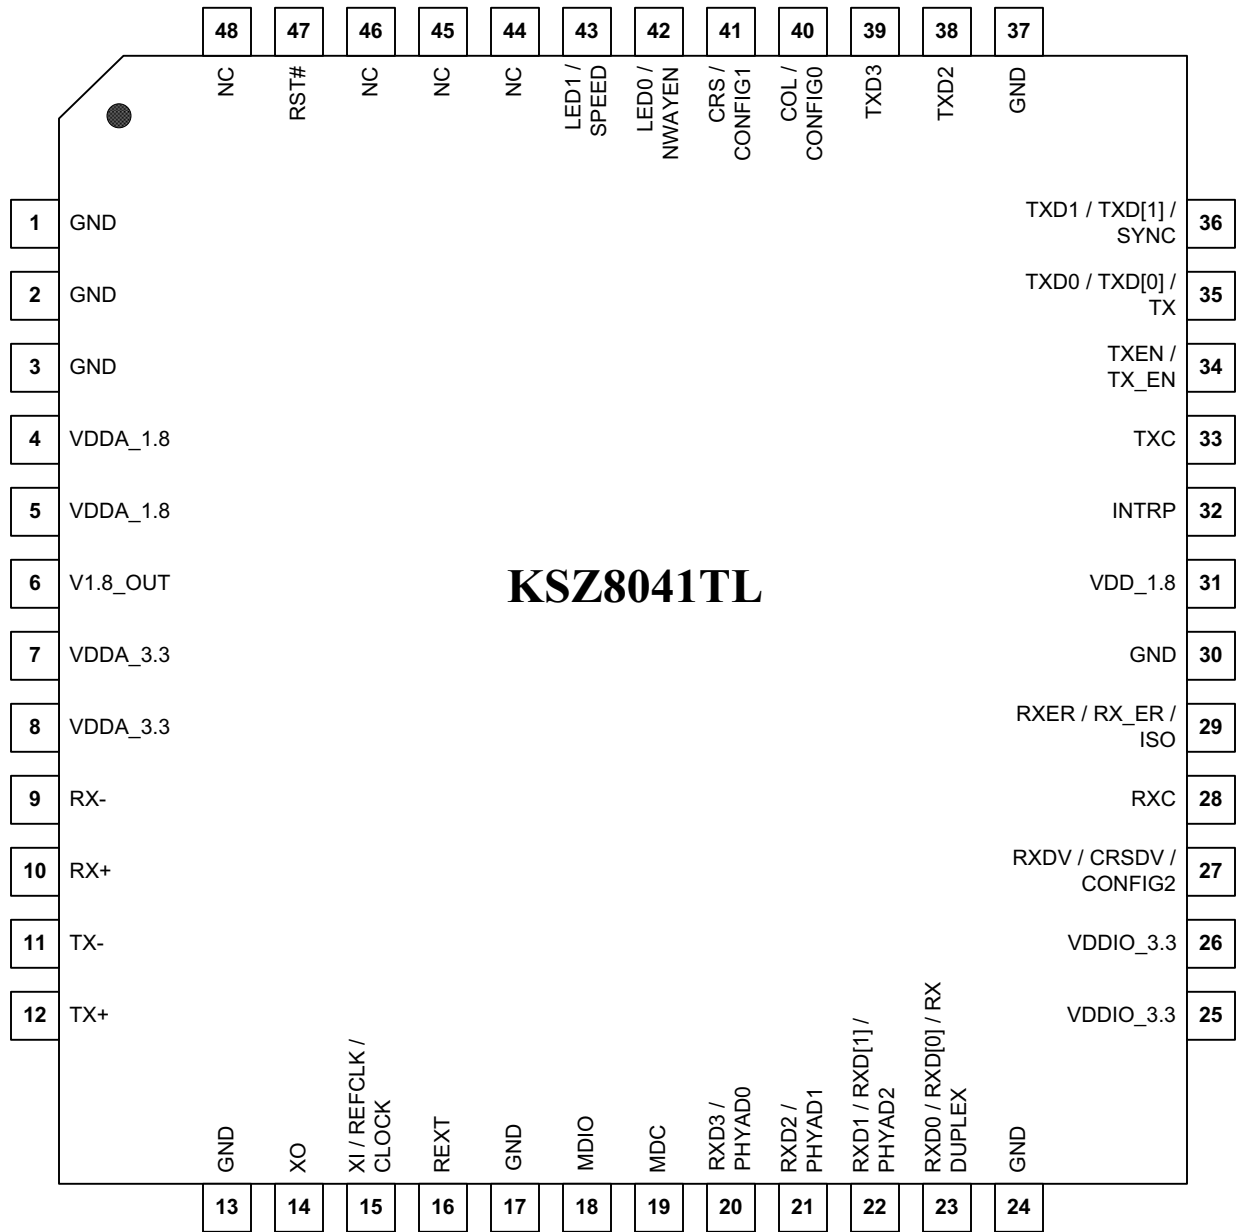 48 47 46 45 44 43 42 41 40 39 38 37
NC
RST#
NC
NC
NC
LED1 /
SPEED
LED0 /
NWAYEN
CRS /
CONFIG1
COL /
CONFIG0
TXD3
TXD2
GND
1 GND
2 GND
3 GND
4 VDDA_1.8
5 VDDA_1.8
6 V1.8_OUT
7 VDDA_3.3
8 VDDA_3.3
9 RX-
10 RX+
11 TX-
12 TX+
KSZ8041TL
TXD1 / TXD[1] /
SYNC 36
TXD0 / TXD[0] /
TX 35
TXEN /
TX_EN 34
TXC 33
INTRP 32
VDD_1.8 31
GND 30
RXER / RX_ER /
ISO 29
RXC 28
RXDV / CRSDV /
CONFIG2 27
VDDIO_3.3 26
VDDIO_3.3 25
GND
XO
XI / REFCLK /
CLOCK
REXT
GND
MDIO
MDC
RXD3 /
PHYAD0
RXD2 /
PHYAD1
RXD1 / RXD[1] /
PHYAD2
RXD0 / RXD[0] / RX
DUPLEX
GND
13 14 15 16 17 18 19 20 21 22 23 24